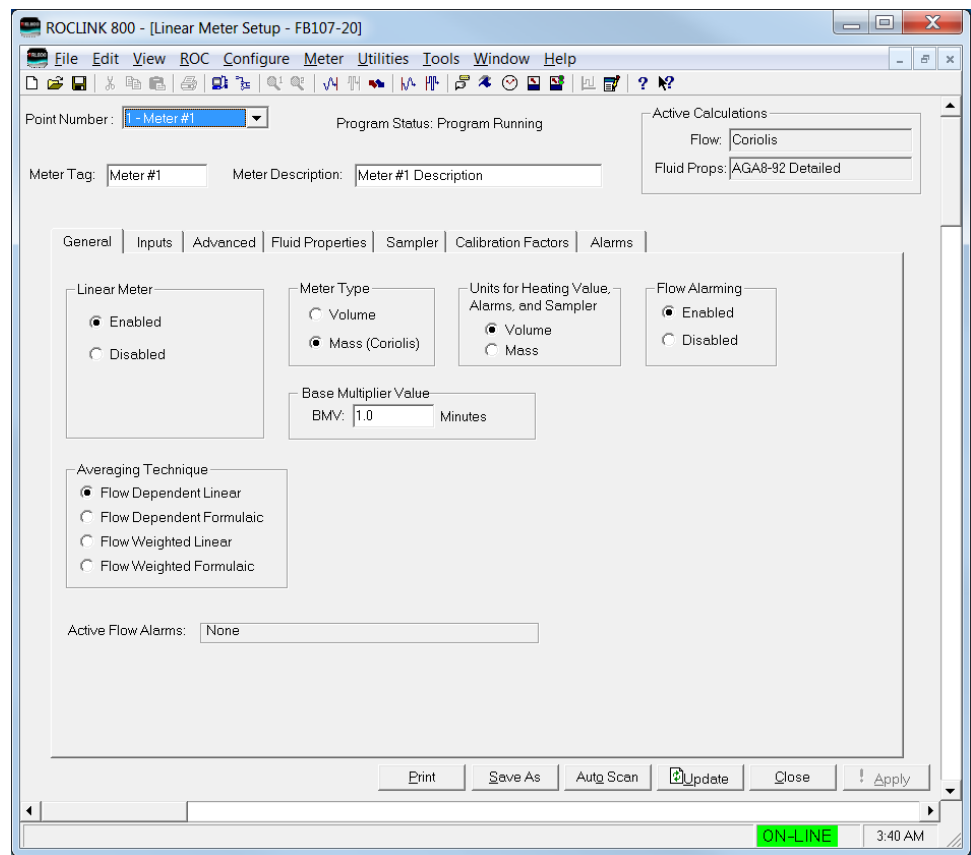 ROCLINK 800 - [Linear Meter Setup - FB107-20]
File Edit View ROC Configure Meter Utilities Tools Window Help
Point Number : 1 - Meter #1
Program Status: Program Running
Active Calculations
Flow: Coriolis
Fluid Props: AGA8-92 Detailed
Meter Tag: Meter #1 Meter Description: Meter #1 Description
General Inputs Advanced Fluid Properties Sampler Calibration Factors Alarms
Linear Meter
Enabled
Disabled
Meter Type
Volume
Mass (Coriolis)
Units for Heating Value,
Alarms, and Sampler
Volume
Mass
Flow Alarming
Enabled
Disabled
Base Multiplier Value
BMV: 1.0 Minutes
Averaging Technique
Flow Dependent Linear
Flow Dependent Formulaic
Flow Weighted Linear
Flow Weighted Formulaic
Active Flow Alarms: None
Print Save As Auto Scan Update Close ! Apply
ON-LINE 3:40 AM